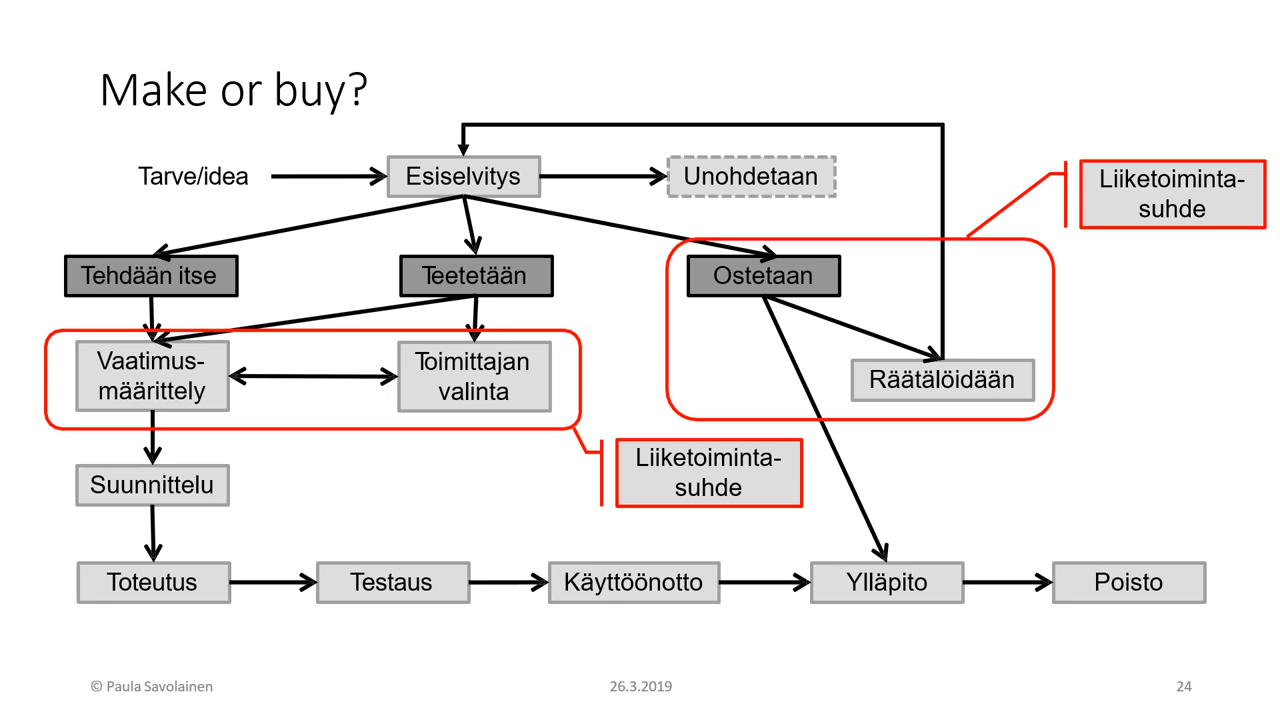 Make or buy?
Tarve/idea
Esiselvitys
Unohdetaan
Liiketoiminta-
suhde
Tehdään itse
Teetetään
Ostetaan
Vaatimus-
määrittely
Toimittajan
valinta
Räätälöidään
Liiketoiminta-
suhde
Suunnittelu
Toteutus
Testaus
Käyttöönotto
Ylläpito
Poisto
© Paula Savolainen
26.3.2019
24